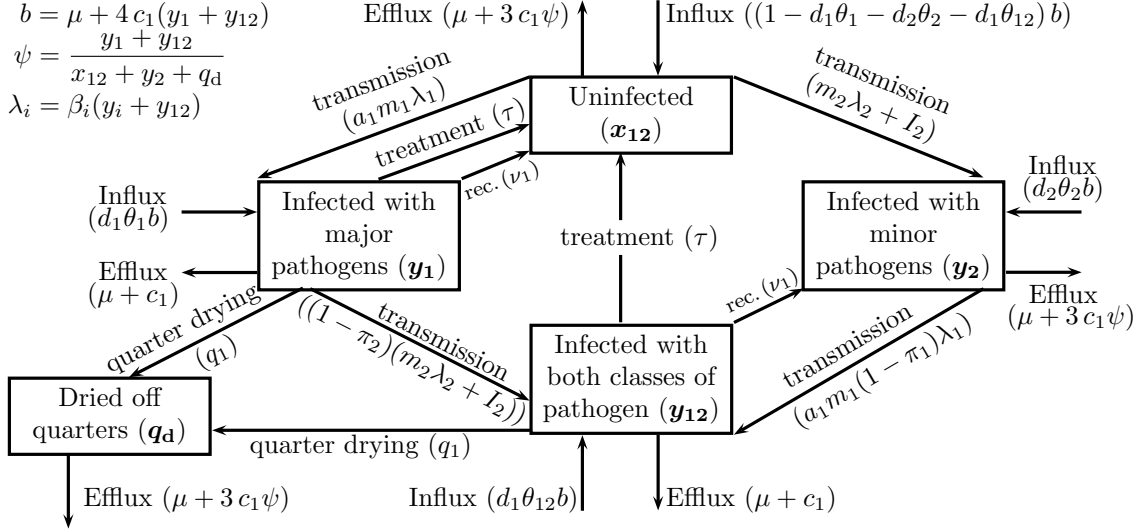 b = μ + 4 c₁(y₁ + y₁₂)
ψ = (y₁ + y₁₂) / (x₁₂ + y₂ + q_d)
λᵢ = βᵢ(yᵢ + y₁₂)
Efflux (μ + 3 c₁ψ)
Influx ((1 − d₁θ₁ − d₂θ₂ − d₁θ₁₂) b)
transmission
(a₁m₁λ₁)
treatment (τ)
rec. (ν₁)
Uninfected
(x₁₂)
transmission
(m₂λ₂ + I₂)
Influx
(d₁θ₁b)
Efflux
(μ + c₁)
Infected with
major
pathogens (y₁)
treatment (τ)
Infected with
minor
pathogens (y₂)
Influx
(d₂θ₂b)
Efflux
(μ + 3 c₁ψ)
quarter drying
(q₁)
transmission
((1 − π₂)(m₂λ₂ + I₂))
rec. (ν₁)
transmission
(a₁m₁(1 − π₁)λ₁)
Dried off
quarters (q_d)
quarter drying (q₁)
Infected with
both classes of
pathogen (y₁₂)
Efflux (μ + 3 c₁ψ)
Influx (d₁θ₁₂b)
Efflux (μ + c₁)